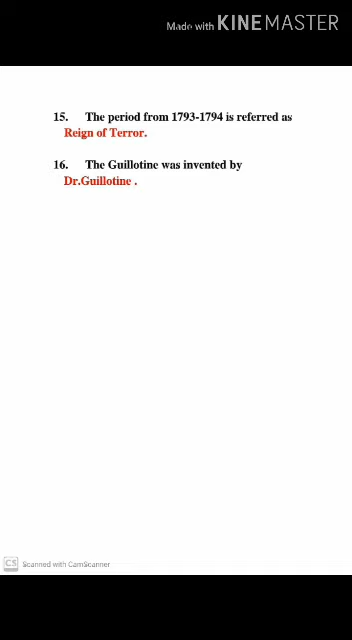 Made with KINEMASTER
15. The period from 1793-1794 is referred as
Reign of Terror.
16. The Guillotine was invented by
Dr.Guillotine .
CS Scanned with CamScanner